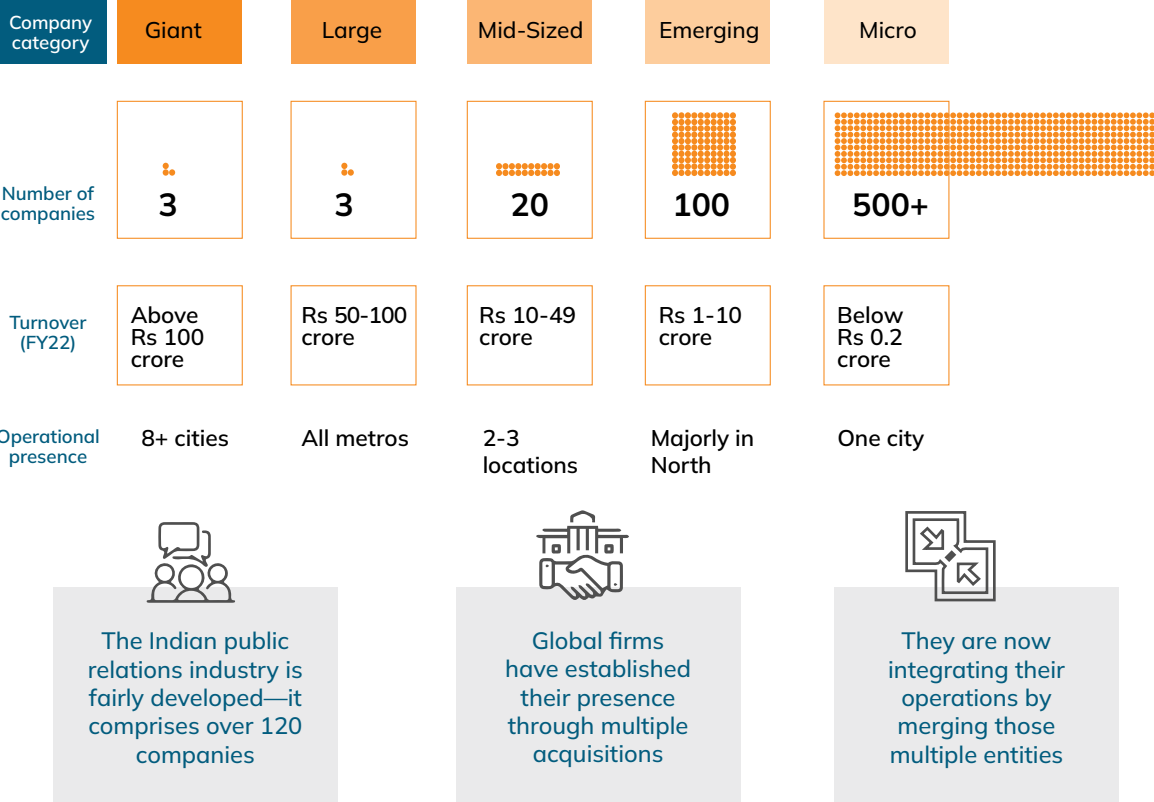 Company
category
Giant
Large
Mid-Sized
Emerging
Micro
Number of
companies
3
3
20
100
500+
Turnover
(FY22)
Above
Rs 100
crore
Rs 50-100
crore
Rs 10-49
crore
Rs 1-10
crore
Below
Rs 0.2
crore
Operational
presence
8+ cities
All metros
2-3
locations
Majorly in
North
One city
The Indian public
relations industry is
fairly developed—it
comprises over 120
companies
Global firms
have established
their presence
through multiple
acquisitions
They are now
integrating their
operations by
merging those
multiple entities